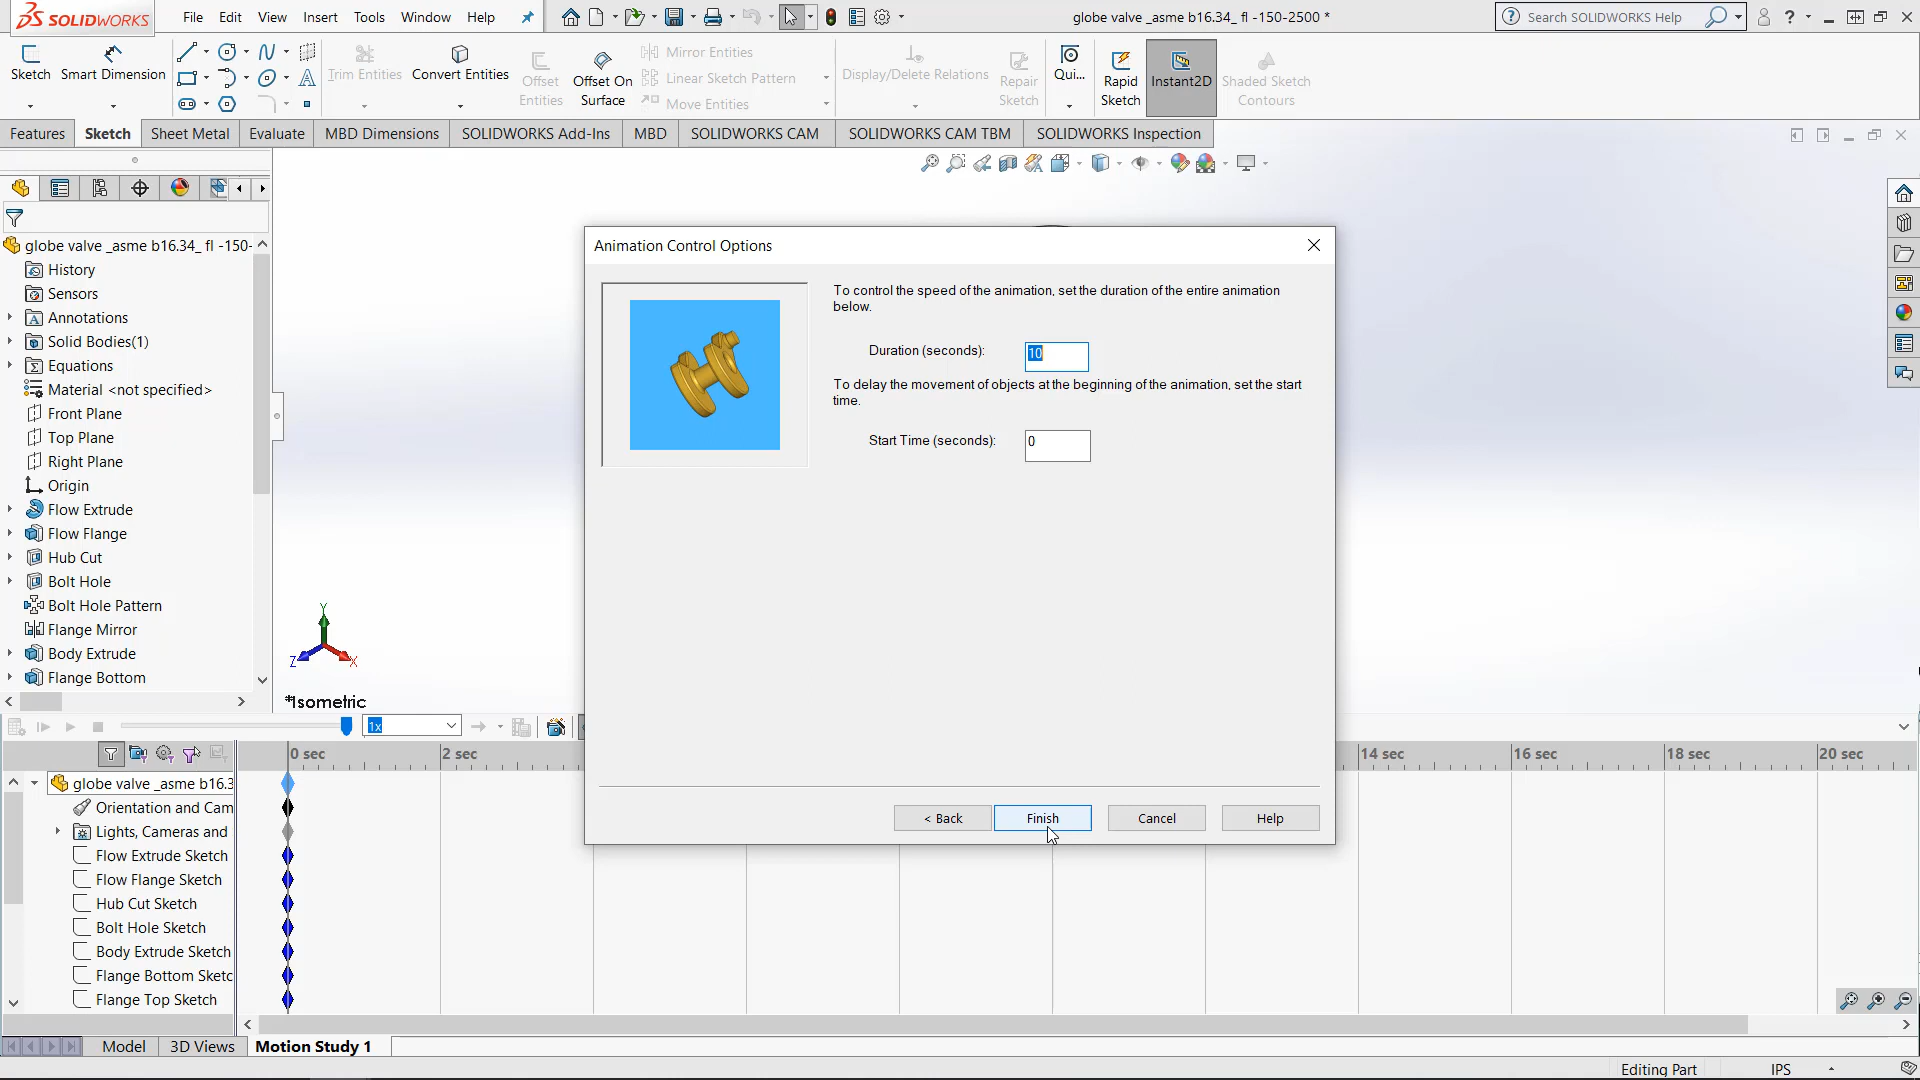 SOLIDWORKS
File Edit View Insert Tools Window Help
globe valve _asme b16.34_ fl -150-2500 *
Search SOLIDWORKS Help
Sketch
Smart Dimension
Trim Entities
Convert Entities
Offset
Entities
Offset On
Surface
Mirror Entities
Linear Sketch Pattern
Move Entities
Display/Delete Relations
Repair
Sketch
Qui...
Rapid
Sketch
Instant2D
Shaded Sketch
Contours
Features Sketch Sheet Metal Evaluate MBD Dimensions SOLIDWORKS Add-Ins MBD SOLIDWORKS CAM SOLIDWORKS CAM TBM SOLIDWORKS Inspection
globe valve _asme b16.34_ fl -150-
History
Sensors
Annotations
Solid Bodies(1)
Equations
Material <not specified>
Front Plane
Top Plane
Right Plane
Origin
Flow Extrude
Flow Flange
Hub Cut
Bolt Hole
Bolt Hole Pattern
Flange Mirror
Body Extrude
Flange Bottom
Y
Z
X
*Isometric
Animation Control Options
To control the speed of the animation, set the duration of the entire animation
below.
Duration (seconds): 10
To delay the movement of objects at the beginning of the animation, set the start
time.
Start Time (seconds): 0
< Back Finish Cancel Help
1x
0 sec 2 sec 14 sec 16 sec 18 sec 20 sec
globe valve _asme b16.3
Orientation and Cam
Lights, Cameras and
Flow Extrude Sketch
Flow Flange Sketch
Hub Cut Sketch
Bolt Hole Sketch
Body Extrude Sketch
Flange Bottom Sketc
Flange Top Sketch
Model 3D Views Motion Study 1
Editing Part IPS